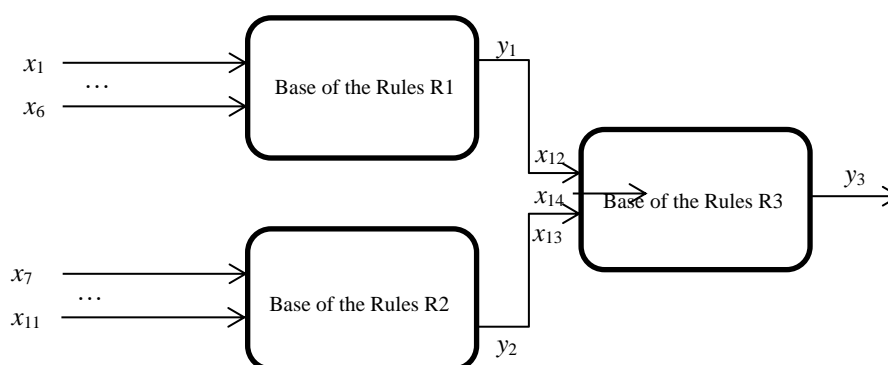 x1
…
x6
Base of the Rules R1
y1
x12
x14
x13
Base of the Rules R3
y3
x7
…
x11
Base of the Rules R2
y2